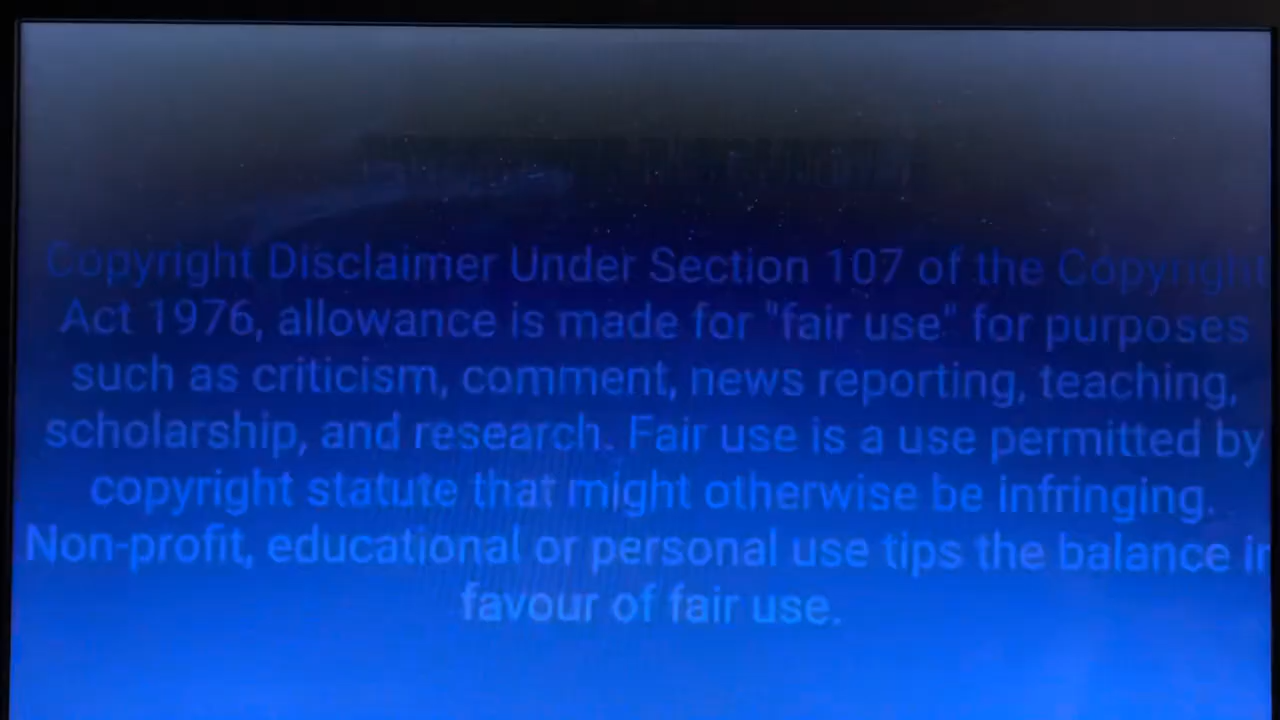 Copyright Disclaimer Under Section 107 of the Copyright
Act 1976, allowance is made for "fair use" for purposes
such as criticism, comment, news reporting, teaching,
scholarship, and research. Fair use is a use permitted by
copyright statute that might otherwise be infringing.
Non-profit, educational or personal use tips the balance in
favour of fair use.